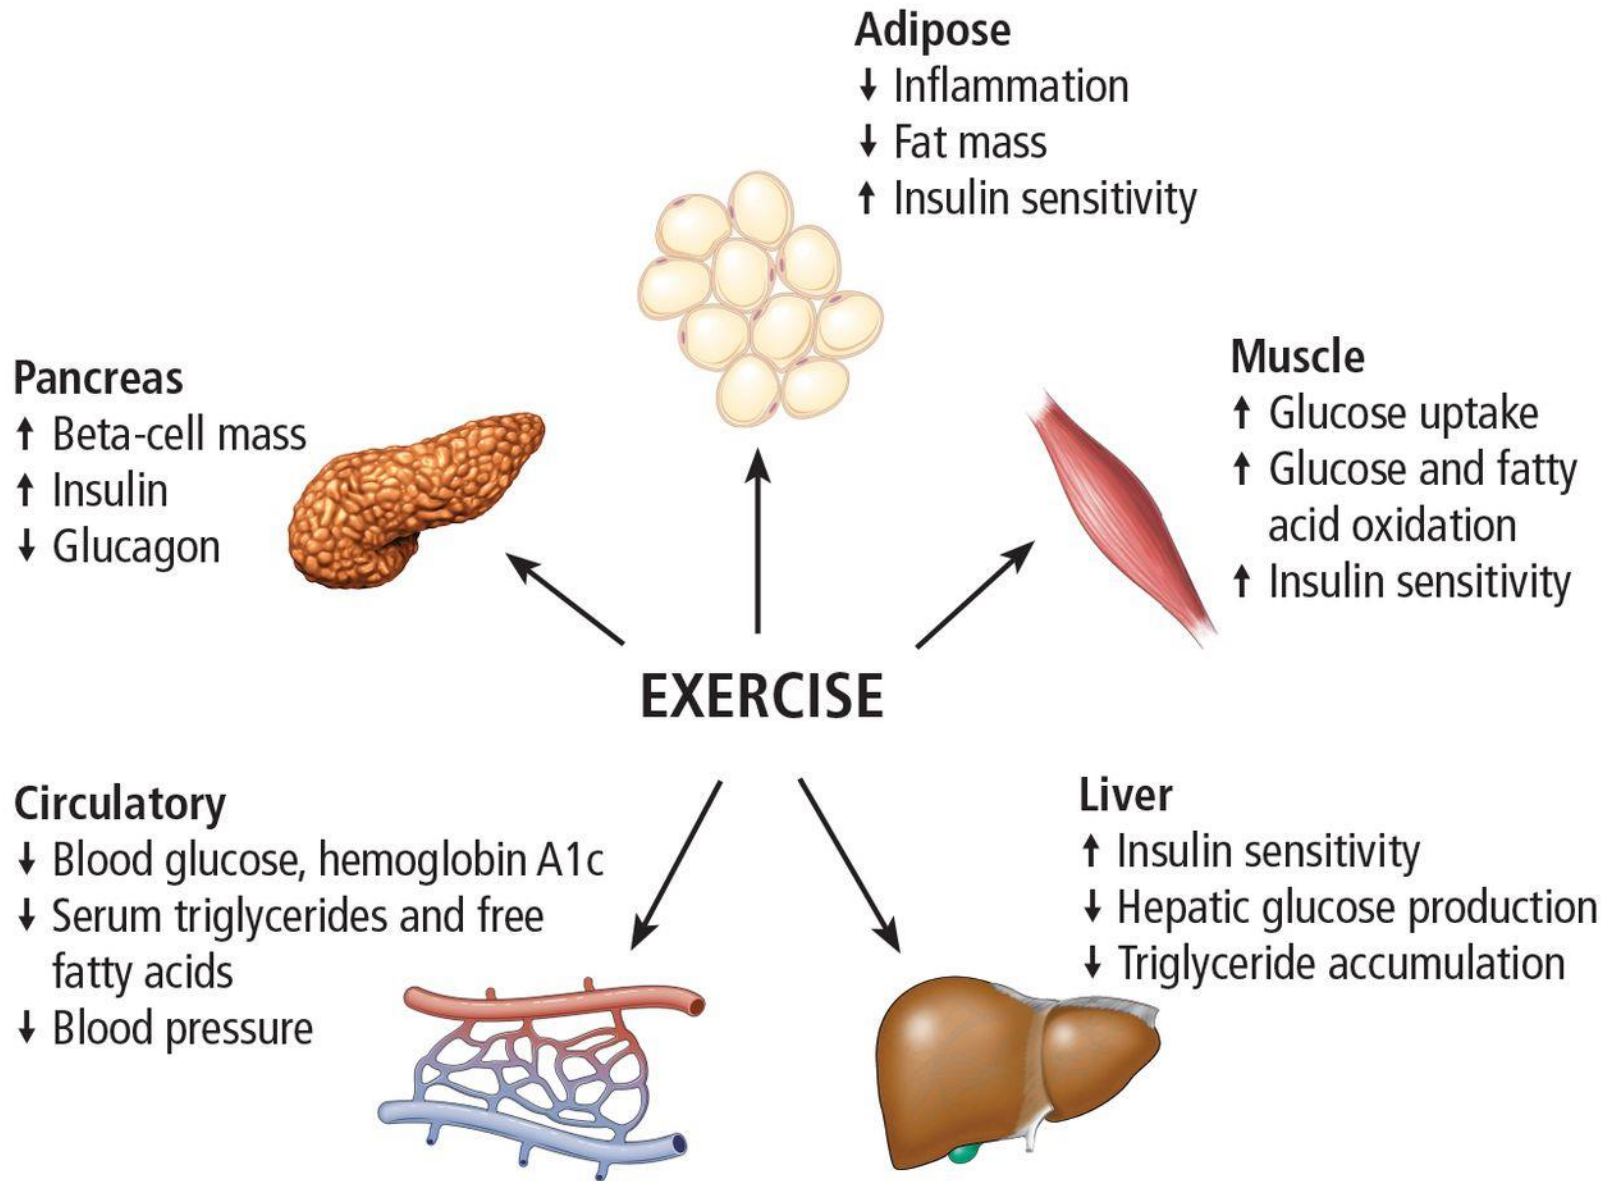 Adipose
↓ Inflammation
↓ Fat mass
↑ Insulin sensitivity
Pancreas
↑ Beta-cell mass
↑ Insulin
↓ Glucagon
Muscle
↑ Glucose uptake
↑ Glucose and fatty
acid oxidation
↑ Insulin sensitivity
EXERCISE
Circulatory
↓ Blood glucose, hemoglobin A1c
↓ Serum triglycerides and free
fatty acids
↓ Blood pressure
Liver
↑ Insulin sensitivity
↓ Hepatic glucose production
↓ Triglyceride accumulation